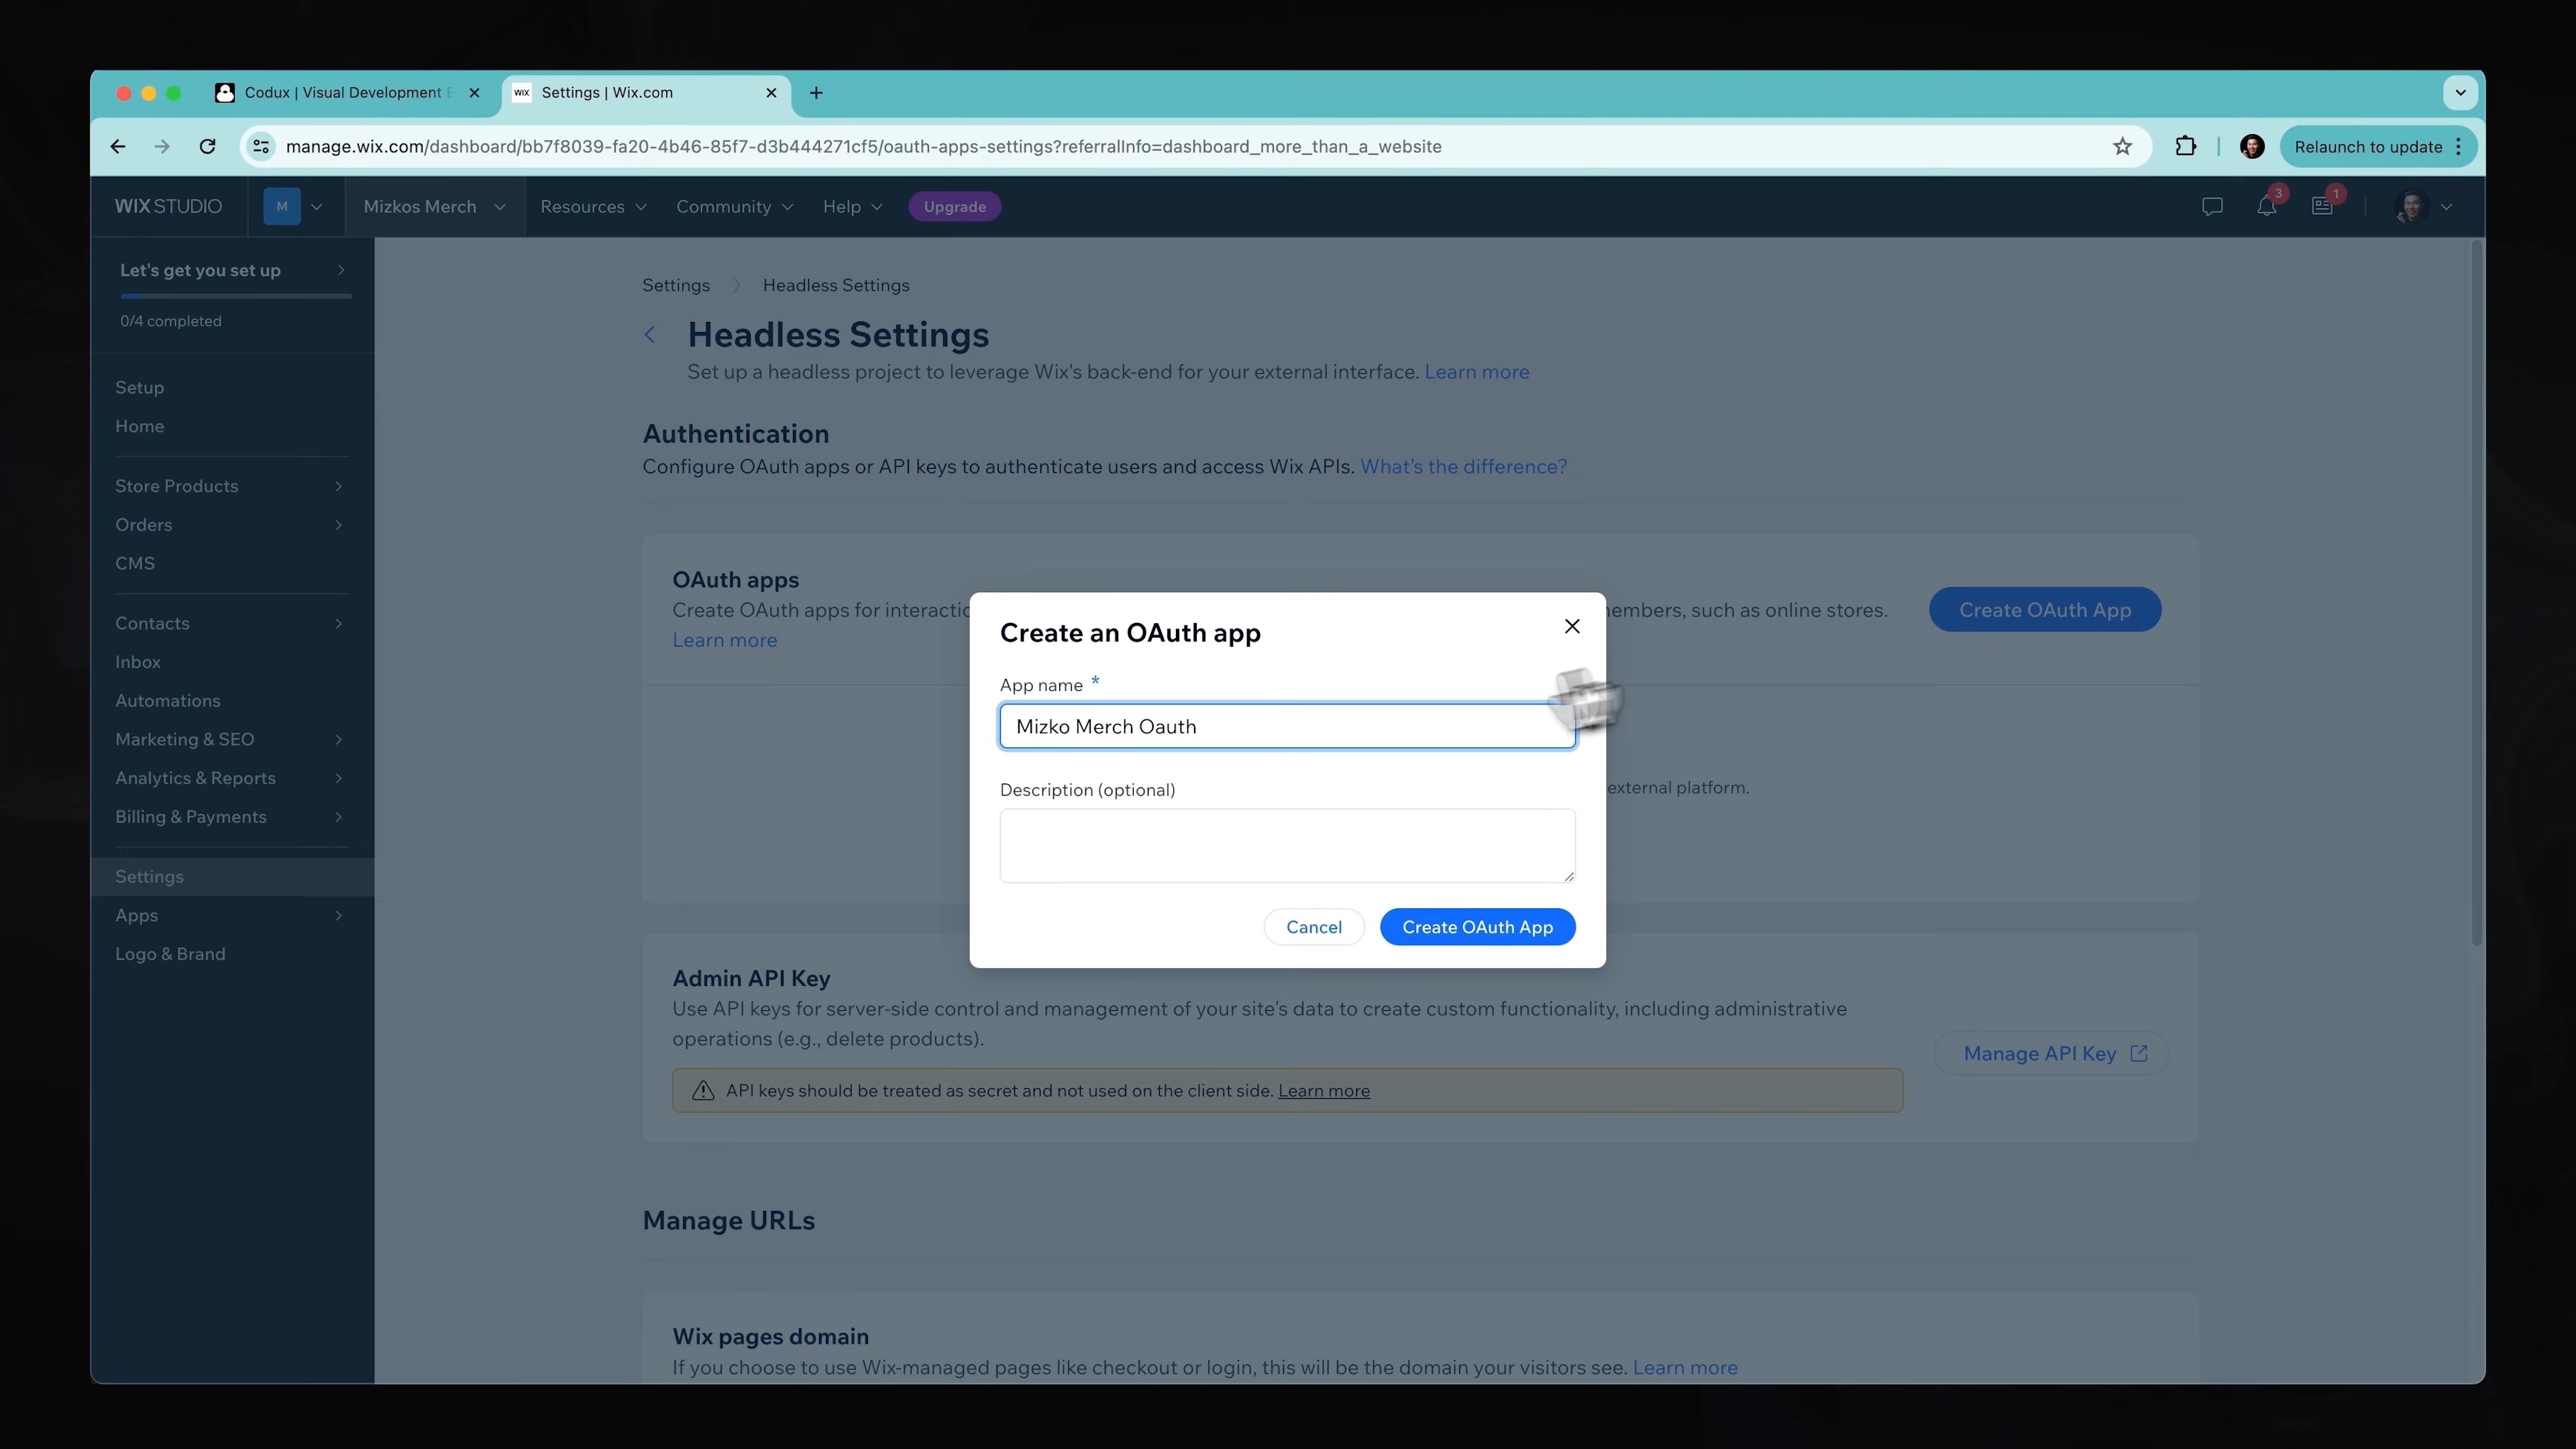 Codux | Visual Development E
WIX
Settings | Wix.com
manage.wix.com/dashboard/bb7f8039-fa20-4b46-85f7-d3b444271cf5/oauth-apps-settings?referralInfo=dashboard_more_than_a_website
Relaunch to update
WIX STUDIO
M
Mizkos Merch
Resources
Community
Help
Upgrade
3
1
Let's get you set up
0/4 completed
Setup
Home
Store Products
Orders
CMS
Contacts
Inbox
Automations
Marketing & SEO
Analytics & Reports
Billing & Payments
Settings
Apps
Logo & Brand
Settings
Headless Settings
Headless Settings
Set up a headless project to leverage Wix's back-end for your external interface. Learn more
Authentication
Configure OAuth apps or API keys to authenticate users and access Wix APIs. What's the difference?
OAuth apps
Create OAuth apps for interactio
embers, such as online stores.
Learn more
Create OAuth App
external platform.
Create an OAuth app
App name *
Mizko Merch Oauth
Description (optional)
Cancel
Create OAuth App
Admin API Key
Use API keys for server-side control and management of your site's data to create custom functionality, including administrative
operations (e.g., delete products).
Manage API Key
API keys should be treated as secret and not used on the client side. Learn more
Manage URLs
Wix pages domain
If you choose to use Wix-managed pages like checkout or login, this will be the domain your visitors see. Learn more